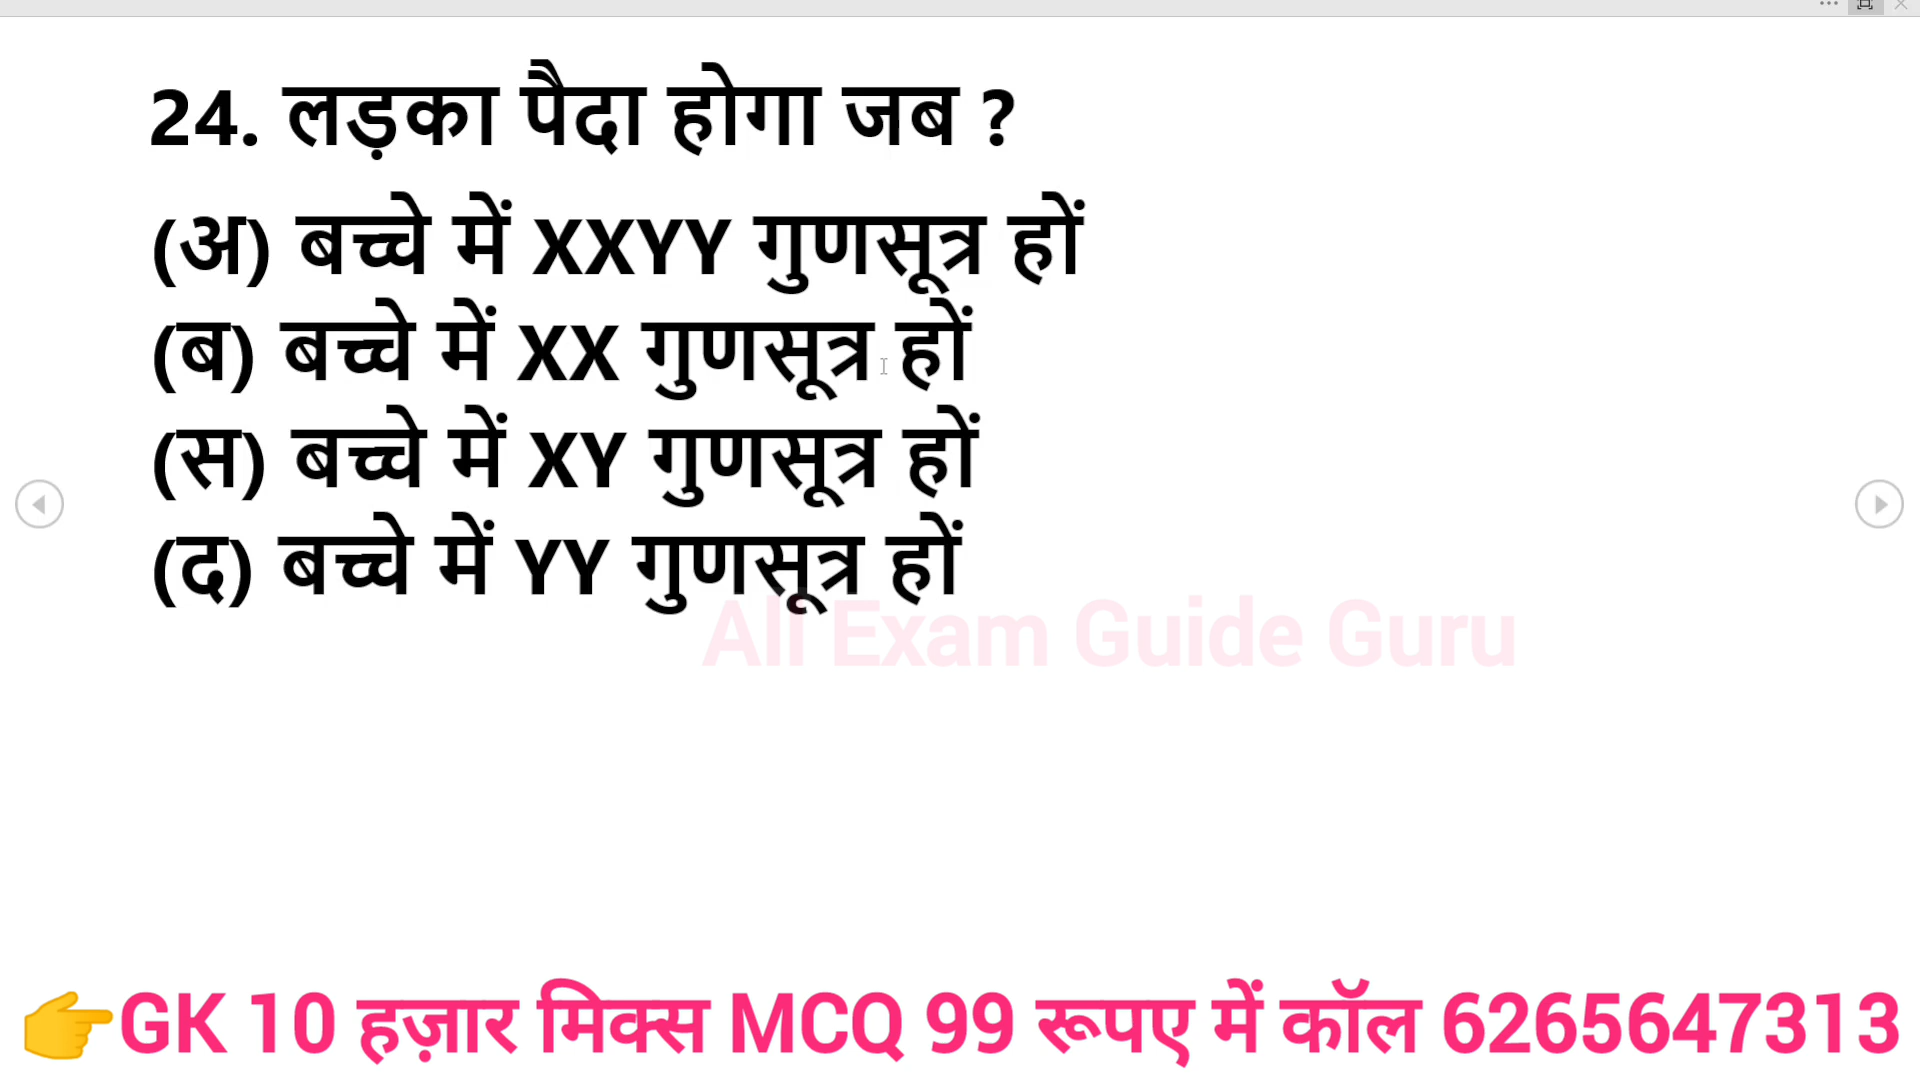 24. लड़का पैदा होगा जब ?
(अ) बच्चे में XXYY गुणसूत्र हों
(ब) बच्चे में XX गुणसूत्र हों
(स) बच्चे में XY गुणसूत्र हों
(द) बच्चे में YY गुणसूत्र हों
All Exam Guide Guru
👉GK 10 हज़ार मिक्स MCQ 99 रूपए में कॉल 6265647313